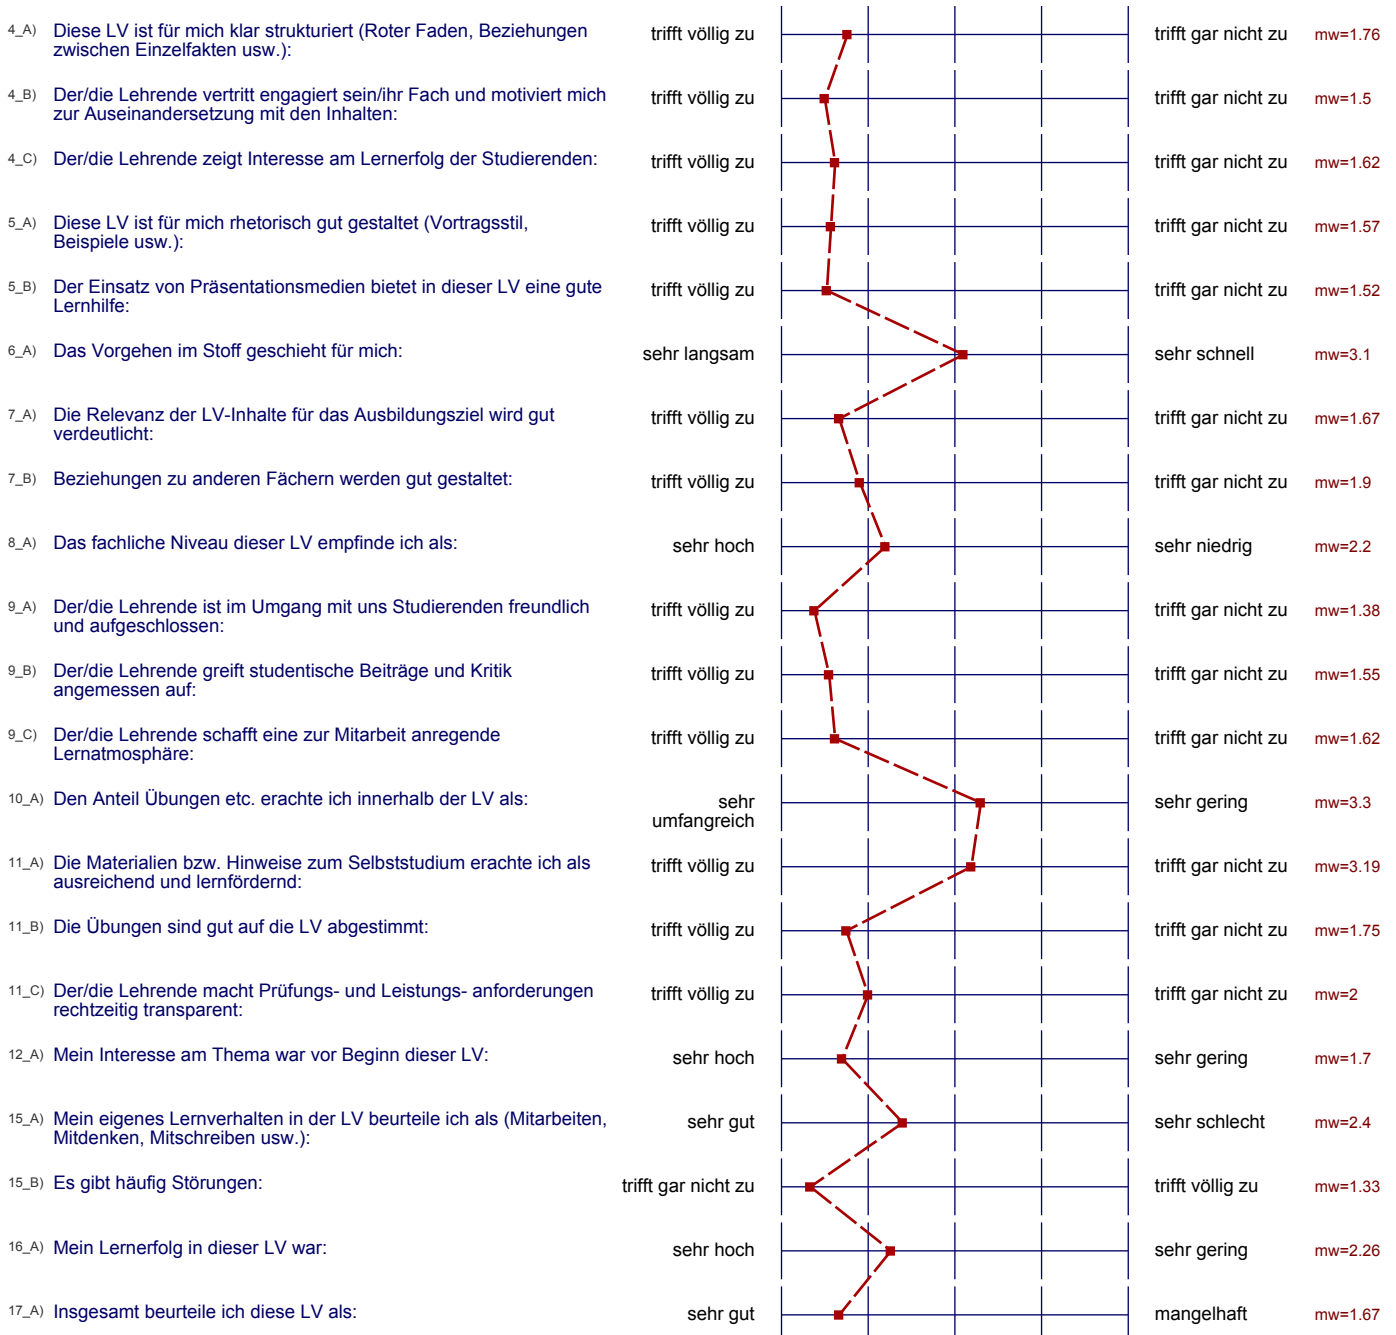 4_A) Diese LV ist für mich klar strukturiert (Roter Faden, Beziehungen trifft völlig zu trifft gar nicht zu mw=1.76
zwischen Einzelfakten usw.):
4_B) Der/die Lehrende vertritt engagiert sein/ihr Fach und motiviert mich trifft völlig zu trifft gar nicht zu mw=1.5
zur Auseinandersetzung mit den Inhalten:
4_C) Der/die Lehrende zeigt Interesse am Lernerfolg der Studierenden: trifft völlig zu trifft gar nicht zu mw=1.62
5_A) Diese LV ist für mich rhetorisch gut gestaltet (Vortragsstil, trifft völlig zu trifft gar nicht zu mw=1.57
Beispiele usw.):
5_B) Der Einsatz von Präsentationsmedien bietet in dieser LV eine gute trifft völlig zu trifft gar nicht zu mw=1.52
Lernhilfe:
6_A) Das Vorgehen im Stoff geschieht für mich: sehr langsam sehr schnell mw=3.1
7_A) Die Relevanz der LV-Inhalte für das Ausbildungsziel wird gut trifft völlig zu trifft gar nicht zu mw=1.67
verdeutlicht:
7_B) Beziehungen zu anderen Fächern werden gut gestaltet: trifft völlig zu trifft gar nicht zu mw=1.9
8_A) Das fachliche Niveau dieser LV empfinde ich als: sehr hoch sehr niedrig mw=2.2
9_A) Der/die Lehrende ist im Umgang mit uns Studierenden freundlich trifft völlig zu trifft gar nicht zu mw=1.38
und aufgeschlossen:
9_B) Der/die Lehrende greift studentische Beiträge und Kritik trifft völlig zu trifft gar nicht zu mw=1.55
angemessen auf:
9_C) Der/die Lehrende schafft eine zur Mitarbeit anregende trifft völlig zu trifft gar nicht zu mw=1.62
Lernatmosphäre:
10_A) Den Anteil Übungen etc. erachte ich innerhalb der LV als: sehr sehr gering mw=3.3
umfangreich
11_A) Die Materialien bzw. Hinweise zum Selbststudium erachte ich als trifft völlig zu trifft gar nicht zu mw=3.19
ausreichend und lernfördernd:
11_B) Die Übungen sind gut auf die LV abgestimmt: trifft völlig zu trifft gar nicht zu mw=1.75
11_C) Der/die Lehrende macht Prüfungs- und Leistungs- anforderungen trifft völlig zu trifft gar nicht zu mw=2
rechtzeitig transparent:
12_A) Mein Interesse am Thema war vor Beginn dieser LV: sehr hoch sehr gering mw=1.7
15_A) Mein eigenes Lernverhalten in der LV beurteile ich als (Mitarbeiten, sehr gut sehr schlecht mw=2.4
Mitdenken, Mitschreiben usw.):
15_B) Es gibt häufig Störungen: trifft gar nicht zu trifft völlig zu mw=1.33
16_A) Mein Lernerfolg in dieser LV war: sehr hoch sehr gering mw=2.26
17_A) Insgesamt beurteile ich diese LV als: sehr gut mangelhaft mw=1.67